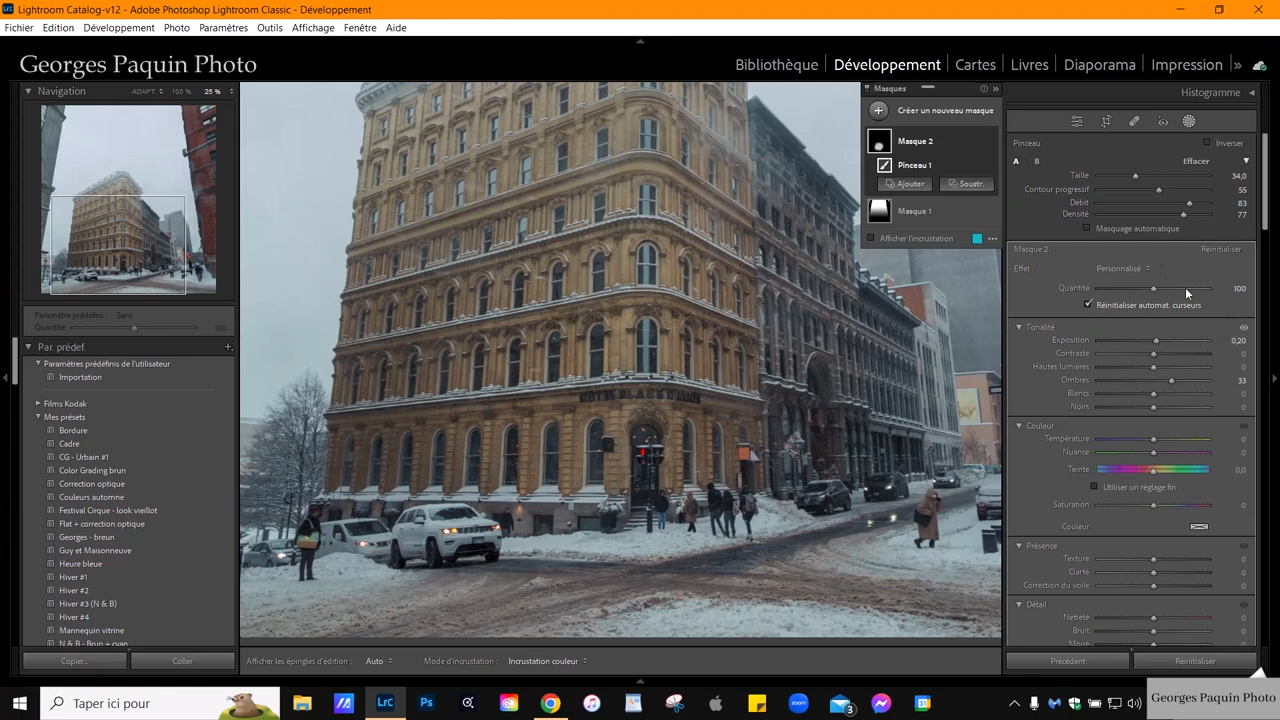 Lightroom Catalog-v12 - Adobe Photoshop Lightroom Classic - Développement
Fichier Edition Développement Photo Paramètres Outils Affichage Fenêtre Aide
Georges Paquin Photo
Bibliothèque Développement Cartes Livres Diaporama Impression »
Navigation ADAPT. 100 % 25 %
Paramètre prédéfini : Sans
Quantité 100
Par. prédéf.
Paramètres prédéfinis de l'utilisateur
Importation
Films Kodak
Mes présets
Bordure
Cadre
CG - Urbain #1
Color Grading brun
Correction optique
Couleurs automne
Festival Cirque - look vieillot
Flat + correction optique
Georges - breun
Guy et Maisonneuve
Heure bleue
Hiver #1
Hiver #2
Hiver #3 (N & B)
Hiver #4
Mannequin vitrine
N & B - Brun + cyan
Copier...
Coller
Masques
Créer un nouveau masque
Masque 2
Pinceau 1
Ajouter
Soustr.
Masque 1
Afficher l'incrustation
Afficher les épingles d'édition : Auto Mode d'incrustation : Incrustation couleur
Histogramme
Pinceau Inverser
A B Effacer
Taille 34,0
Contour progressif 55
Débit 83
Densité 77
Masquage automatique
Masque 2 Réinitialiser
Effet : Personnalisé
Quantité 100
Réinitialiser automat. curseurs
Tonalité
Exposition 0,20
Contraste 0
Hautes lumières 0
Ombres 33
Blancs 0
Noirs 0
Couleur
Température 0
Nuance 0
Teinte 0,0
Utiliser un réglage fin
Saturation 0
Couleur
Présence
Texture 0
Clarté 0
Correction du voile 0
Détail
Netteté 0
Bruit 0
Moiré
Précédent
Réinitialiser
Taper ici pour
LrC
Ps
3
Georges Paquin Photo